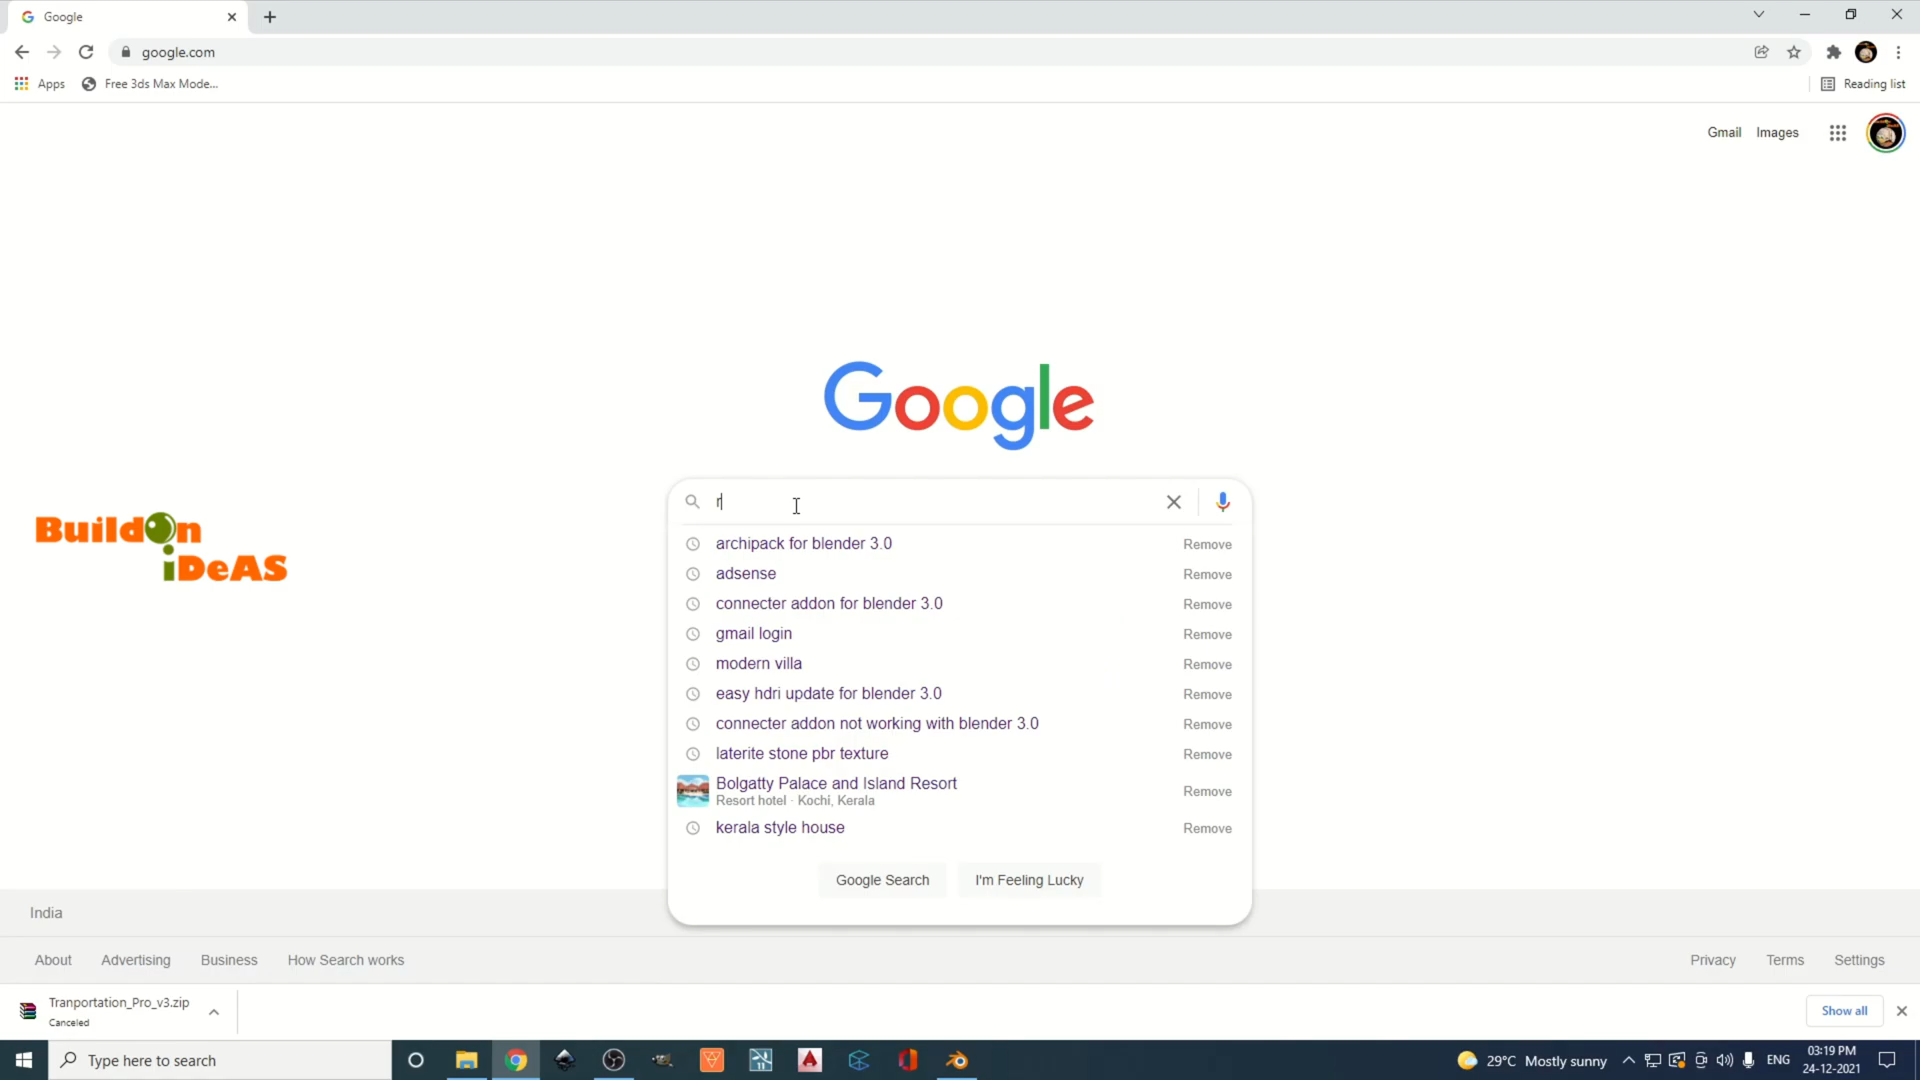 Google
google.com
Apps
Free 3ds Max Mode...
Reading list
Gmail
Images
Google
r
archipack for blender 3.0
Remove
adsense
Remove
connecter addon for blender 3.0
Remove
gmail login
Remove
modern villa
Remove
easy hdri update for blender 3.0
Remove
connecter addon not working with blender 3.0
Remove
laterite stone pbr texture
Remove
Bolgatty Palace and Island Resort
Resort hotel · Kochi, Kerala
Remove
kerala style house
Remove
Google Search
I'm Feeling Lucky
BuildOn
iDeAS
India
About
Advertising
Business
How Search works
Privacy
Terms
Settings
Tranportation_Pro_v3.zip
Canceled
Show all
Type here to search
29°C Mostly sunny
ENG
03:19 PM
24-12-2021